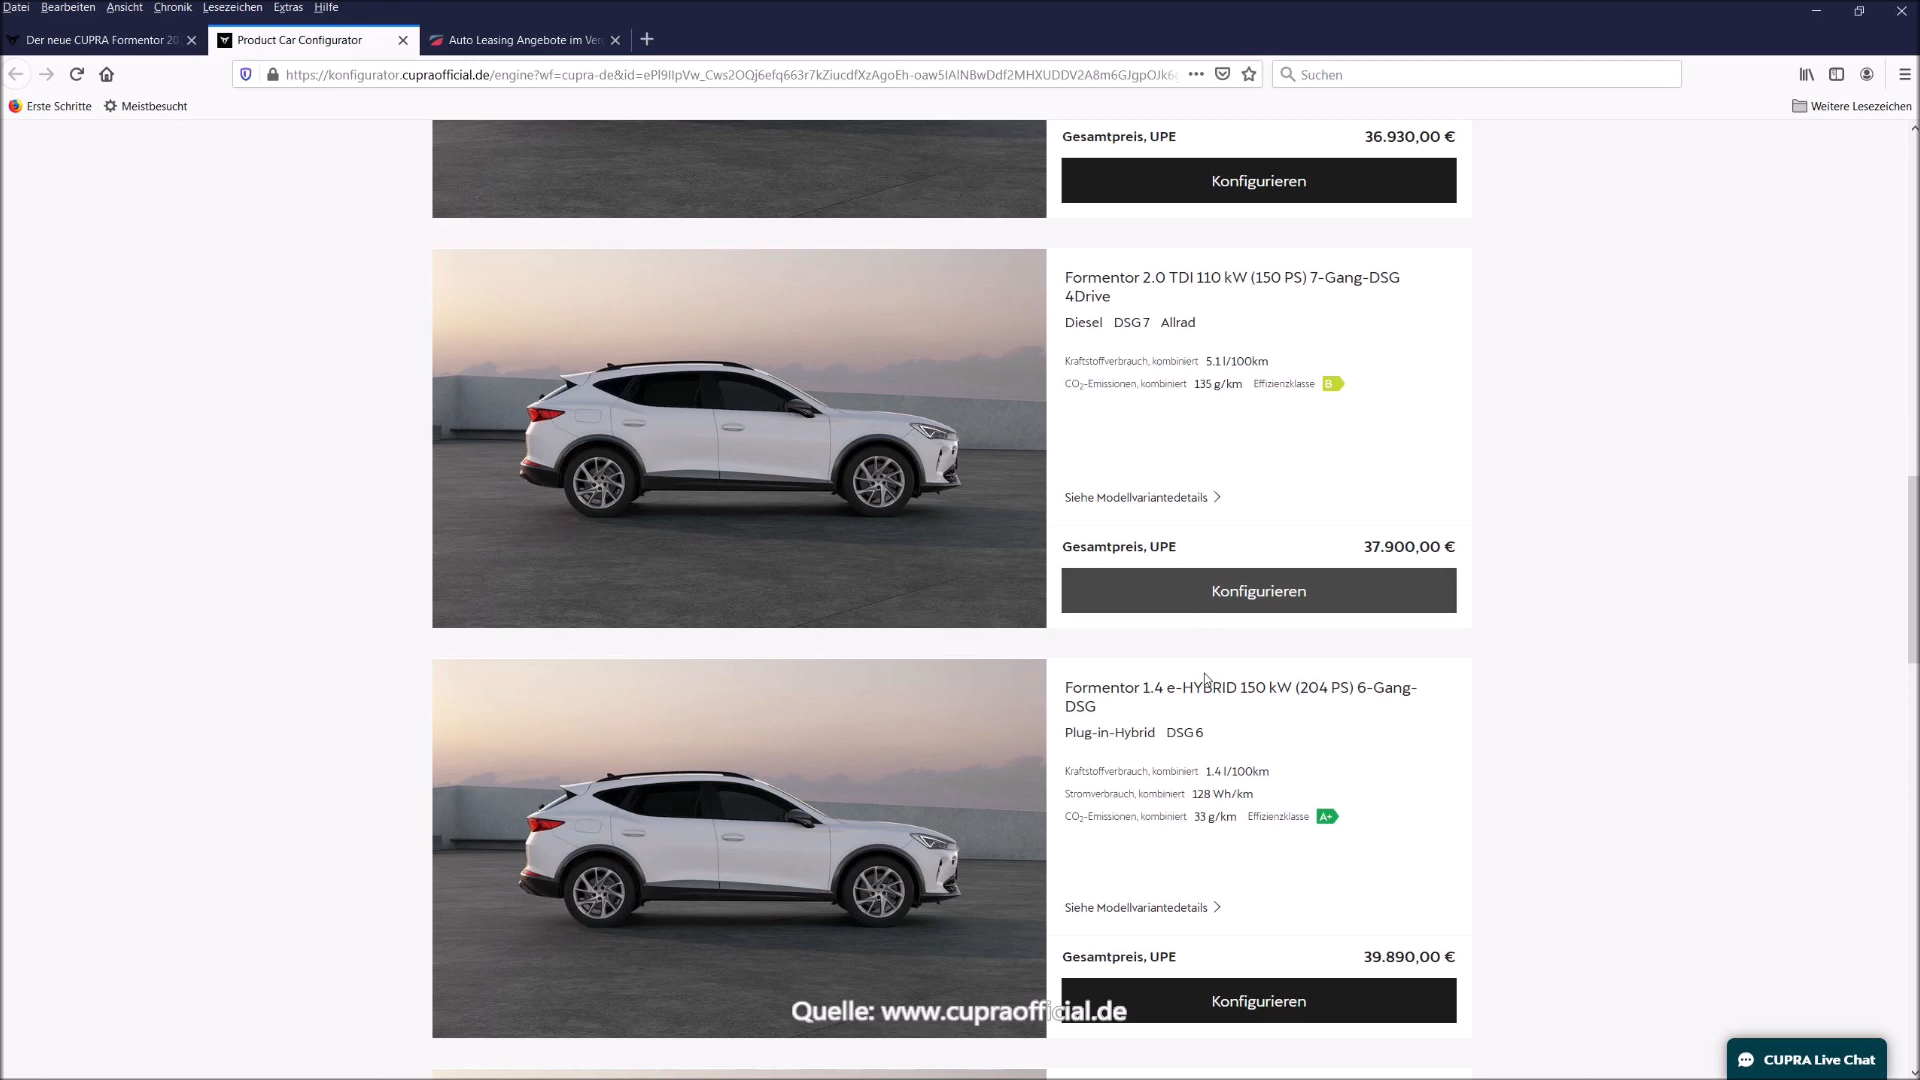 Datei Bearbeiten Ansicht Chronik Lesezeichen Extras Hilfe
Der neue CUPRA Formentor 20 Product Car Configurator Auto Leasing Angebote im Ver
https://konfigurator.cupraofficial.de/engine?wf=cupra-de&id= Suchen
Erste Schritte Meistbesucht Weitere Lesezeichen
Gesamtpreis, UPE 36.930,00 €
Konfigurieren
Formentor 2.0 TDI 110 kW (150 PS) 7-Gang-DSG
4Drive
Diesel DSG7 Allrad
Kraftstoffverbrauch, kombiniert 5.1 l/100km
CO₂-Emissionen, kombiniert 135 g/km Effizienzklasse B
Siehe Modellvariantedetails
Gesamtpreis, UPE 37.900,00 €
Konfigurieren
Formentor 1.4 e-HYBRID 150 kW (204 PS) 6-Gang-
DSG
Plug-in-Hybrid DSG6
Kraftstoffverbrauch, kombiniert 1.4 l/100km
Stromverbrauch, kombiniert 128 Wh/km
CO₂-Emissionen, kombiniert 33 g/km Effizienzklasse A+
Siehe Modellvariantedetails
Gesamtpreis, UPE 39.890,00 €
Konfigurieren
Quelle: www.cupraofficial.de
CUPRA Live Chat